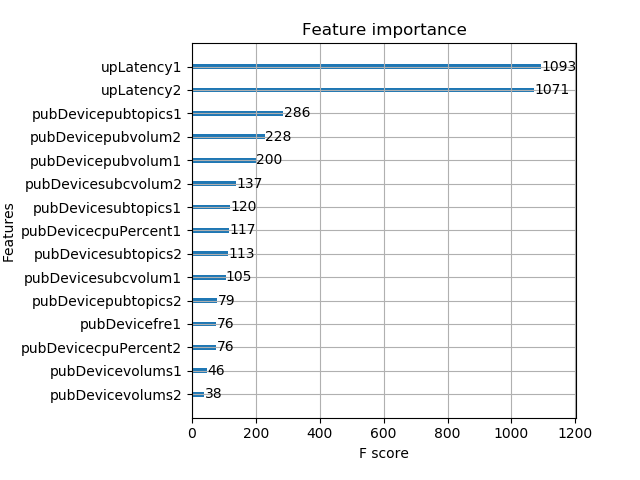 Feature importance
upLatency1 1093
upLatency2 1071
pubDevicepubtopics1 286
pubDevicepubvolum2 228
pubDevicepubvolum1 200
pubDevicesubcvolum2 137
pubDevicesubtopics1 120
pubDevicecpuPercent1 117
pubDevicesubtopics2 113
pubDevicesubcvolum1 105
pubDevicepubtopics2 79
pubDevicefre1 76
pubDevicecpuPercent2 76
pubDevicevolums1 46
pubDevicevolums2 38
Features
0 200 400 600 800 1000 1200
F score